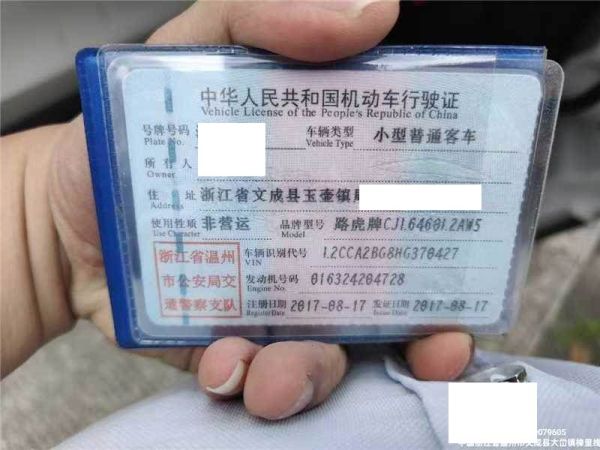 中华人民共和国机动车行驶证
Vehicle License of the People's Republic of China
号牌号码 车辆类型 小型普通客车
Plate No. Vehicle Type
所有人
Owner
住 址 浙江省文成县玉壶镇
Address
使用性质 非营运 品牌型号 路虎牌CJL6460L2AW5
Use Character Model
浙江省温州 车辆识别代号 L2CCA2BG8HG370427
VIN
市公安局交 发动机号码 016324204728
Engine No.
通警察支队 注册日期 2017-08-17 发证日期 2017-08-17
Register Date Issue Date
079605